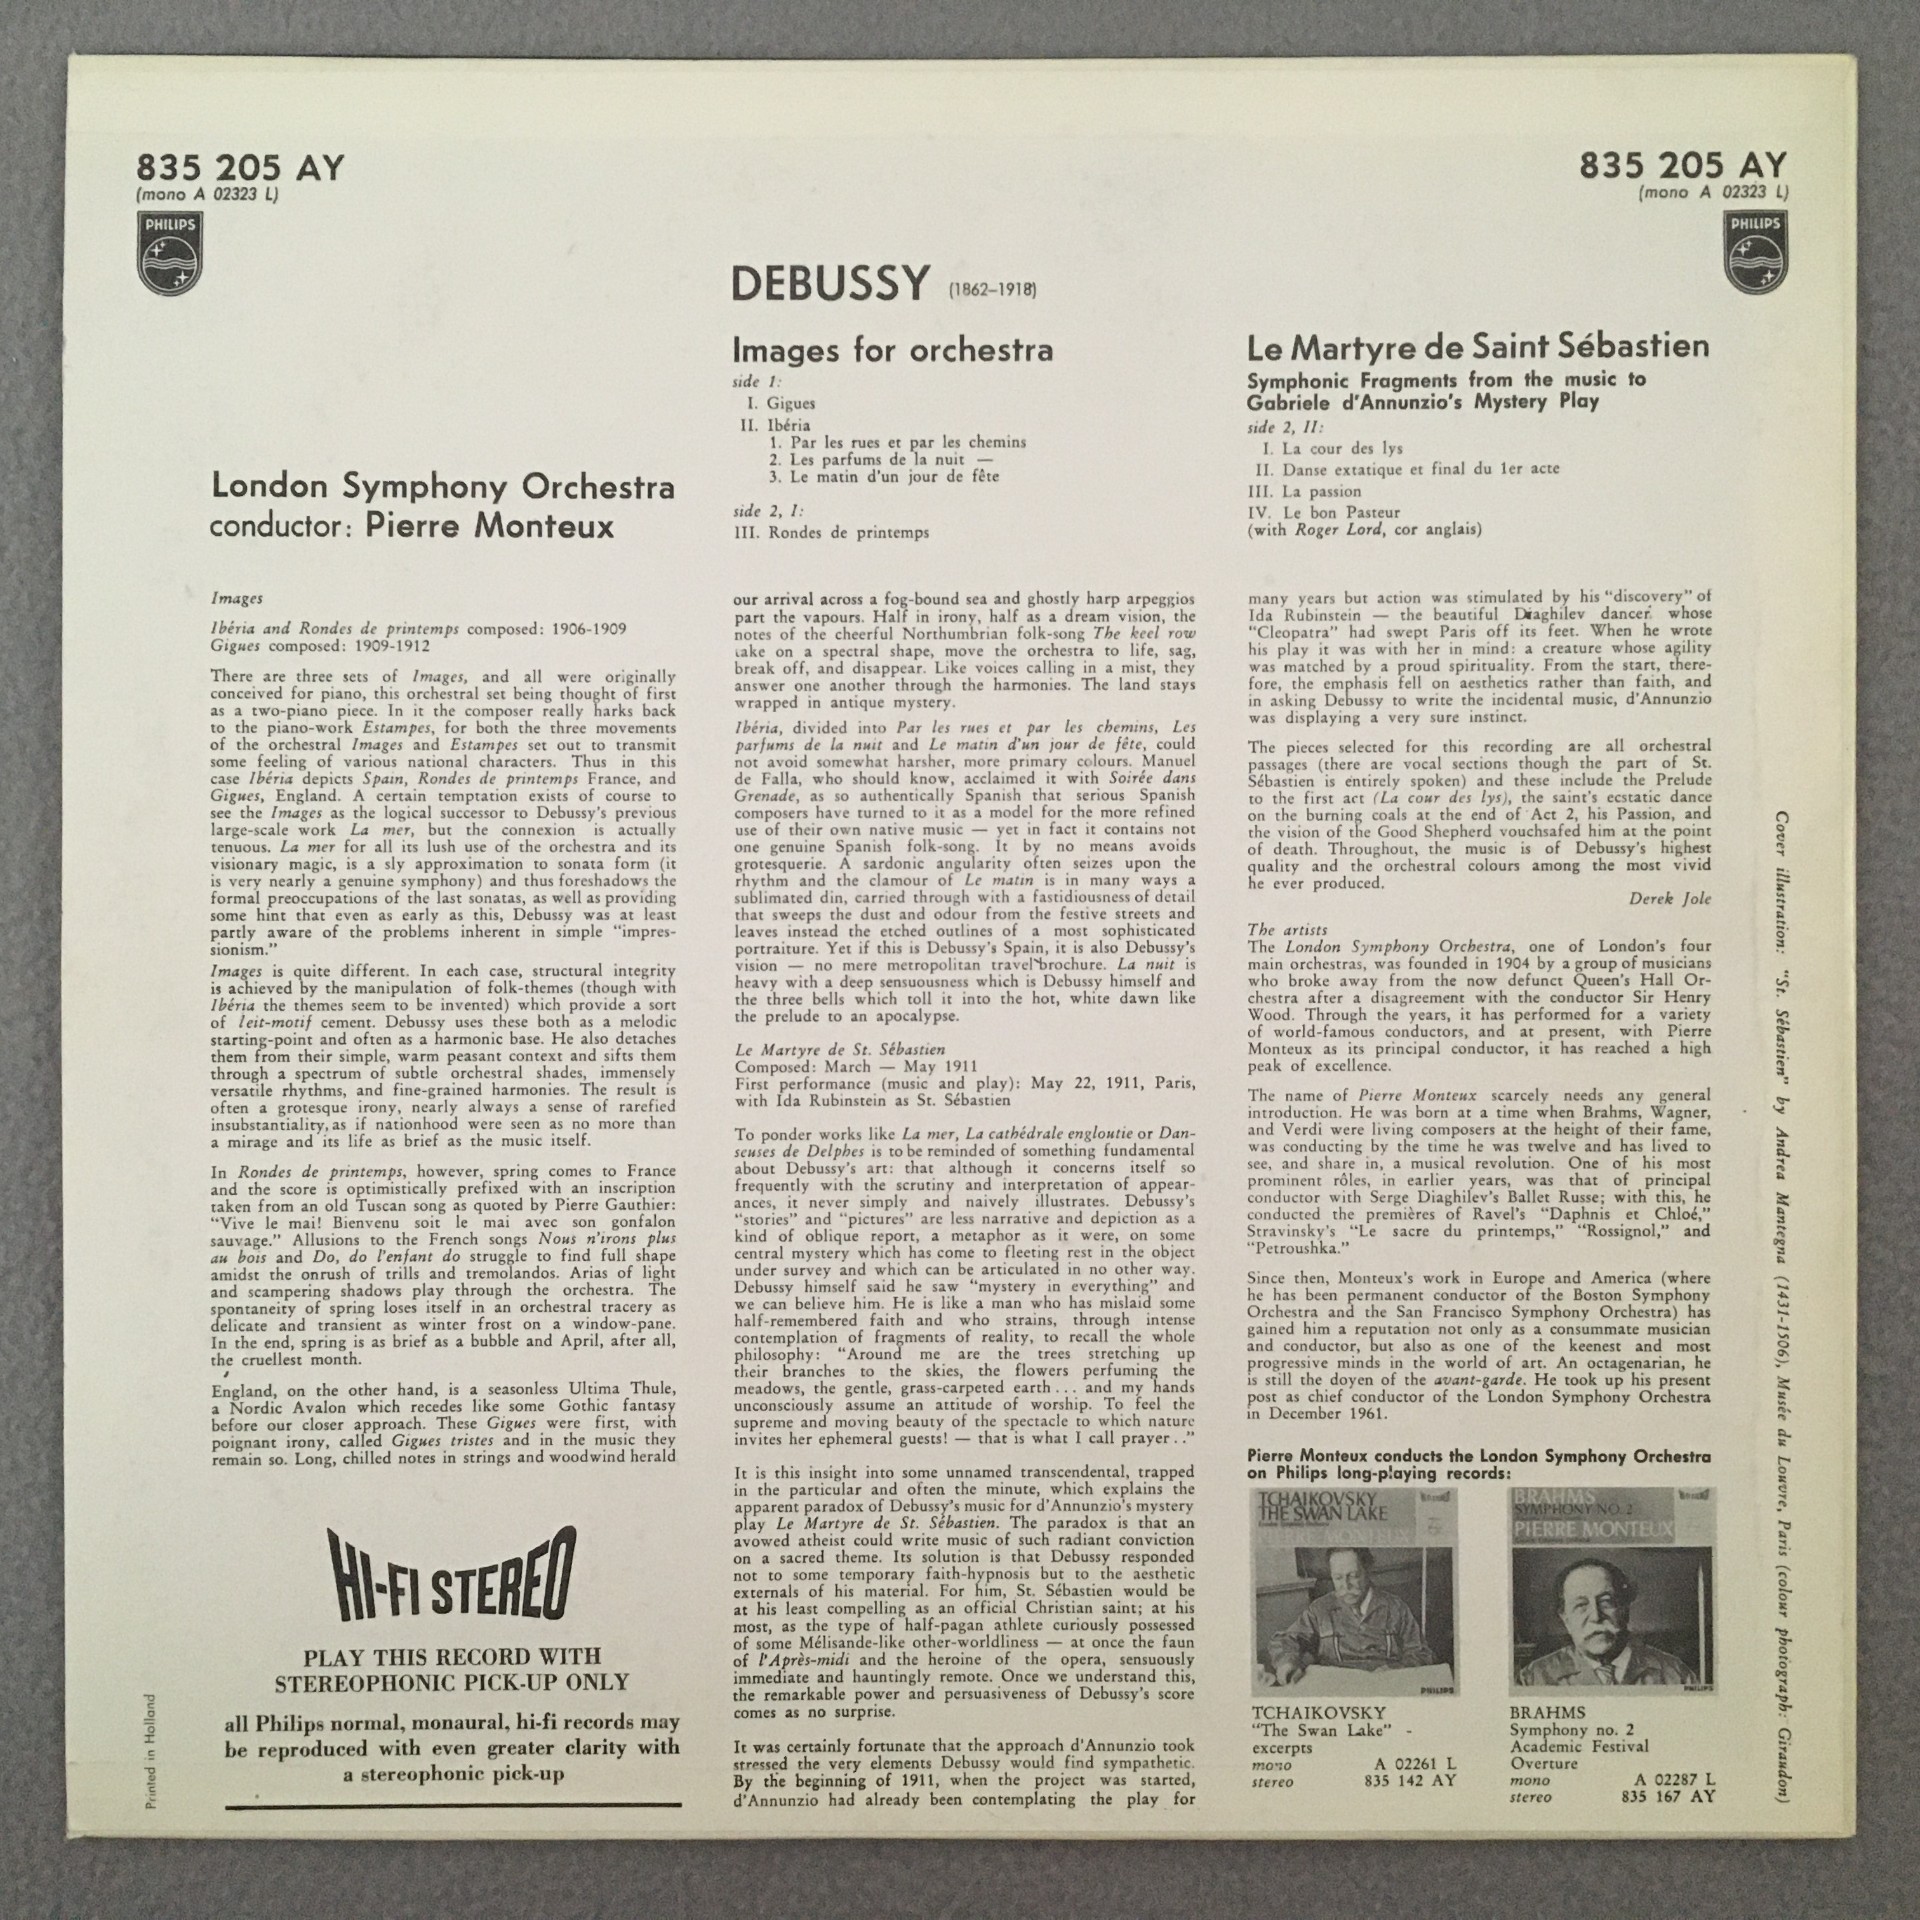 835 205 AY
(mono A 02323 L)
PHILIPS
835 205 AY
(mono A 02323 L)
PHILIPS
DEBUSSY (1862–1918)
London Symphony Orchestra
conductor: Pierre Monteux
Images for orchestra
side 1:
I. Gigues
II. Ibéria
1. Par les rues et par les chemins
2. Les parfums de la nuit —
3. Le matin d'un jour de fête
side 2, I:
III. Rondes de printemps
Le Martyre de Saint Sébastien
Symphonic Fragments from the music to
Gabriele d'Annunzio's Mystery Play
side 2, II:
I. La cour des lys
II. Danse extatique et final du 1er acte
III. La passion
IV. Le bon Pasteur
(with Roger Lord, cor anglais)
Images
Ibéria and Rondes de printemps composed: 1906-1909
Gigues composed: 1909-1912
There are three sets of Images, and all were originally
conceived for piano, this orchestral set being thought of first
as a two-piano piece. In it the composer really harks back
to the piano-work Estampes, for both the three movements
of the orchestral Images and Estampes set out to transmit
some feeling of various national characters. Thus in this
case Ibéria depicts Spain, Rondes de printemps France, and
Gigues, England. A certain temptation exists of course to
see the Images as the logical successor to Debussy's previous
large-scale work La mer, but the connexion is actually
tenuous. La mer for all its lush use of the orchestra and its
visionary magic, is a sly approximation to sonata form (it
is very nearly a genuine symphony) and thus foreshadows the
formal preoccupations of the last sonatas, as well as providing
some hint that even as early as this, Debussy was at least
partly aware of the problems inherent in simple "impres-
sionism."
Images is quite different. In each case, structural integrity
is achieved by the manipulation of folk-themes (though with
Ibéria the themes seem to be invented) which provide a sort
of leit-motif cement. Debussy uses these both as a melodic
starting-point and often as a harmonic base. He also detaches
them from their simple, warm peasant context and sifts them
through a spectrum of subtle orchestral shades, immensely
versatile rhythms, and fine-grained harmonies. The result is
often a grotesque irony, nearly always a sense of rarefied
insubstantiality, as if nationhood were seen as no more than
a mirage and its life as brief as the music itself.
In Rondes de printemps, however, spring comes to France
and the score is optimistically prefixed with an inscription
taken from an old Tuscan song as quoted by Pierre Gauthier:
"Vive le mai! Bienvenu soit le mai avec son gonfalon
sauvage." Allusions to the French songs Nous n'irons plus
au bois and Do, do l'enfant do struggle to find full shape
amidst the onrush of trills and tremolandos. Arias of light
and scampering shadows play through the orchestra. The
spontaneity of spring loses itself in an orchestral tracery as
delicate and transient as winter frost on a window-pane.
In the end, spring is as brief as a bubble and April, after all,
the cruellest month.
England, on the other hand, is a seasonless Ultima Thule,
a Nordic Avalon which recedes like some Gothic fantasy
before our closer approach. These Gigues were first, with
poignant irony, called Gigues tristes and in the music they
remain so. Long, chilled notes in strings and woodwind herald
HI-FI STEREO
PLAY THIS RECORD WITH
STEREOPHONIC PICK-UP ONLY
all Philips normal, monaural, hi-fi records may
be reproduced with even greater clarity with
a stereophonic pick-up
Printed in Holland
our arrival across a fog-bound sea and ghostly harp arpeggios
part the vapours. Half in irony, half as a dream vision, the
notes of the cheerful Northumbrian folk-song The keel row
take on a spectral shape, move the orchestra to life, sag,
break off, and disappear. Like voices calling in a mist, they
answer one another through the harmonies. The land stays
wrapped in antique mystery.
Ibéria, divided into Par les rues et par les chemins, Les
parfums de la nuit and Le matin d'un jour de fête, could
not avoid somewhat harsher, more primary colours. Manuel
de Falla, who should know, acclaimed it with Soirée dans
Grenade, as so authentically Spanish that serious Spanish
composers have turned to it as a model for the more refined
use of their own native music — yet in fact it contains not
one genuine Spanish folk-song. It by no means avoids
grotesquerie. A sardonic angularity often seizes upon the
rhythm and the clamour of Le matin is in many ways a
sublimated din, carried through with a fastidiousness of detail
that sweeps the dust and odour from the festive streets and
leaves instead the etched outlines of a most sophisticated
portraiture. Yet if this is Debussy's Spain, it is also Debussy's
vision — no mere metropolitan travel brochure. La nuit is
heavy with a deep sensuousness which is Debussy himself and
the three bells which toll it into the hot, white dawn like
the prelude to an apocalypse.
Le Martyre de St. Sébastien
Composed: March — May 1911
First performance (music and play): May 22, 1911, Paris,
with Ida Rubinstein as St. Sébastien
To ponder works like La mer, La cathédrale engloutie or Dan-
seuses de Delphes is to be reminded of something fundamental
about Debussy's art: that although it concerns itself so
frequently with the scrutiny and interpretation of appear-
ances, it never simply and naively illustrates. Debussy's
"stories" and "pictures" are less narrative and depiction as a
kind of oblique report, a metaphor as it were, on some
central mystery which has come to fleeting rest in the object
under survey and which can be articulated in no other way.
Debussy himself said he saw "mystery in everything" and
we can believe him. He is like a man who has mislaid some
half-remembered faith and who strains, through intense
contemplation of fragments of reality, to recall the whole
philosophy: "Around me are the trees stretching up
their branches to the skies, the flowers perfuming the
meadows, the gentle, grass-carpeted earth ... and my hands
unconsciously assume an attitude of worship. To feel the
supreme and moving beauty of the spectacle to which nature
invites her ephemeral guests! — that is what I call prayer .."
It is this insight into some unnamed transcendental, trapped
in the particular and often the minute, which explains the
apparent paradox of Debussy's music for d'Annunzio's mystery
play Le Martyre de St. Sébastien. The paradox is that an
avowed atheist could write music of such radiant conviction
on a sacred theme. Its solution is that Debussy responded
not to some temporary faith-hypnosis but to the aesthetic
externals of his material. For him, St. Sébastien would be
at his least compelling as an official Christian saint; at his
most, as the type of half-pagan athlete curiously possessed
of some Mélisande-like other-worldliness — at once the faun
of l'Après-midi and the heroine of the opera, sensuously
immediate and hauntingly remote. Once we understand this,
the remarkable power and persuasiveness of Debussy's score
comes as no surprise.
It was certainly fortunate that the approach d'Annunzio took
stressed the very elements Debussy would find sympathetic.
By the beginning of 1911, when the project was started,
d'Annunzio had already been contemplating the play for
many years but action was stimulated by his "discovery" of
Ida Rubinstein — the beautiful Diaghilev dancer whose
"Cleopatra" had swept Paris off its feet. When he wrote
his play it was with her in mind: a creature whose agility
was matched by a proud spirituality. From the start, there-
fore, the emphasis fell on aesthetics rather than faith, and
in asking Debussy to write the incidental music, d'Annunzio
was displaying a very sure instinct.
The pieces selected for this recording are all orchestral
passages (there are vocal sections though the part of St.
Sébastien is entirely spoken) and these include the Prelude
to the first act (La cour des lys), the saint's ecstatic dance
on the burning coals at the end of Act 2, his Passion, and
the vision of the Good Shepherd vouchsafed him at the point
of death. Throughout, the music is of Debussy's highest
quality and the orchestral colours among the most vivid
he ever produced.
Derek Jole
The artists
The London Symphony Orchestra, one of London's four
main orchestras, was founded in 1904 by a group of musicians
who broke away from the now defunct Queen's Hall Or-
chestra after a disagreement with the conductor Sir Henry
Wood. Through the years, it has performed for a variety
of world-famous conductors, and at present, with Pierre
Monteux as its principal conductor, it has reached a high
peak of excellence.
The name of Pierre Monteux scarcely needs any general
introduction. He was born at a time when Brahms, Wagner,
and Verdi were living composers at the height of their fame,
was conducting by the time he was twelve and has lived to
see, and share in, a musical revolution. One of his most
prominent rôles, in earlier years, was that of principal
conductor with Serge Diaghilev's Ballet Russe; with this, he
conducted the premières of Ravel's "Daphnis et Chloé,"
Stravinsky's "Le sacre du printemps," "Rossignol," and
"Petroushka."
Since then, Monteux's work in Europe and America (where
he has been permanent conductor of the Boston Symphony
Orchestra and the San Francisco Symphony Orchestra) has
gained him a reputation not only as a consummate musician
and conductor, but also as one of the keenest and most
progressive minds in the world of art. An octagenarian, he
is still the doyen of the avant-garde. He took up his present
post as chief conductor of the London Symphony Orchestra
in December 1961.
Pierre Monteux conducts the London Symphony Orchestra
on Philips long-playing records:
TCHAIKOVSKY
THE SWAN LAKE
PHILIPS
BRAHMS
SYMPHONY NO. 2
PIERRE MONTEUX
PHILIPS
TCHAIKOVSKY
"The Swan Lake" -
excerpts
mono A 02261 L
stereo 835 142 AY
BRAHMS
Symphony no. 2
Academic Festival
Overture
mono A 02287 L
stereo 835 167 AY
Cover illustration: "St. Sébastien" by Andrea Mantegna (1431-1506), Musée du Louvre, Paris (colour photograph: Giraudon)